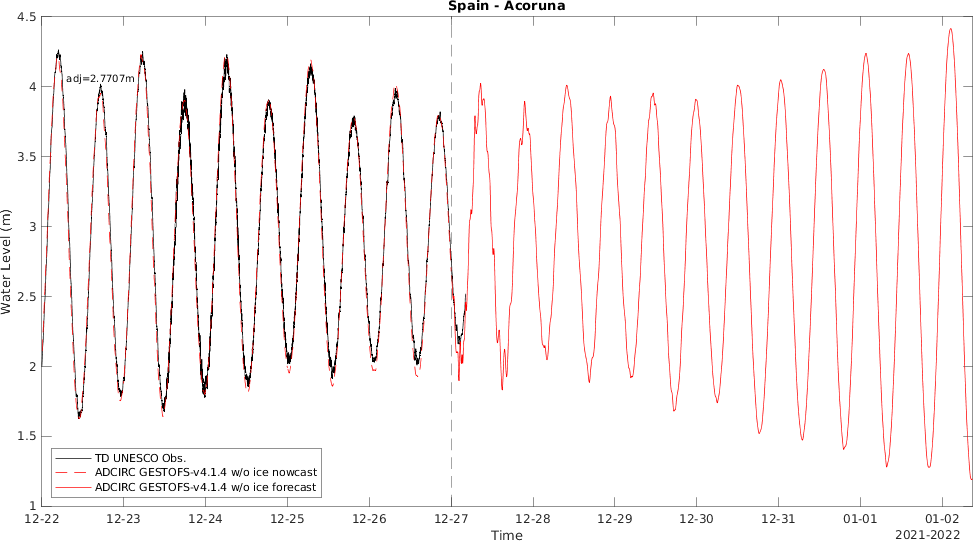 Spain - Acoruna
4.5
4
3.5
3
2.5
2
1.5
1
Water Level (m)
adj=2.7707m
TD UNESCO Obs.
ADCIRC GESTOFS-v4.1.4 w/o ice nowcast
ADCIRC GESTOFS-v4.1.4 w/o ice forecast
12-22 12-23 12-24 12-25 12-26 12-27 12-28 12-29 12-30 12-31 01-01 01-02
Time
2021-2022